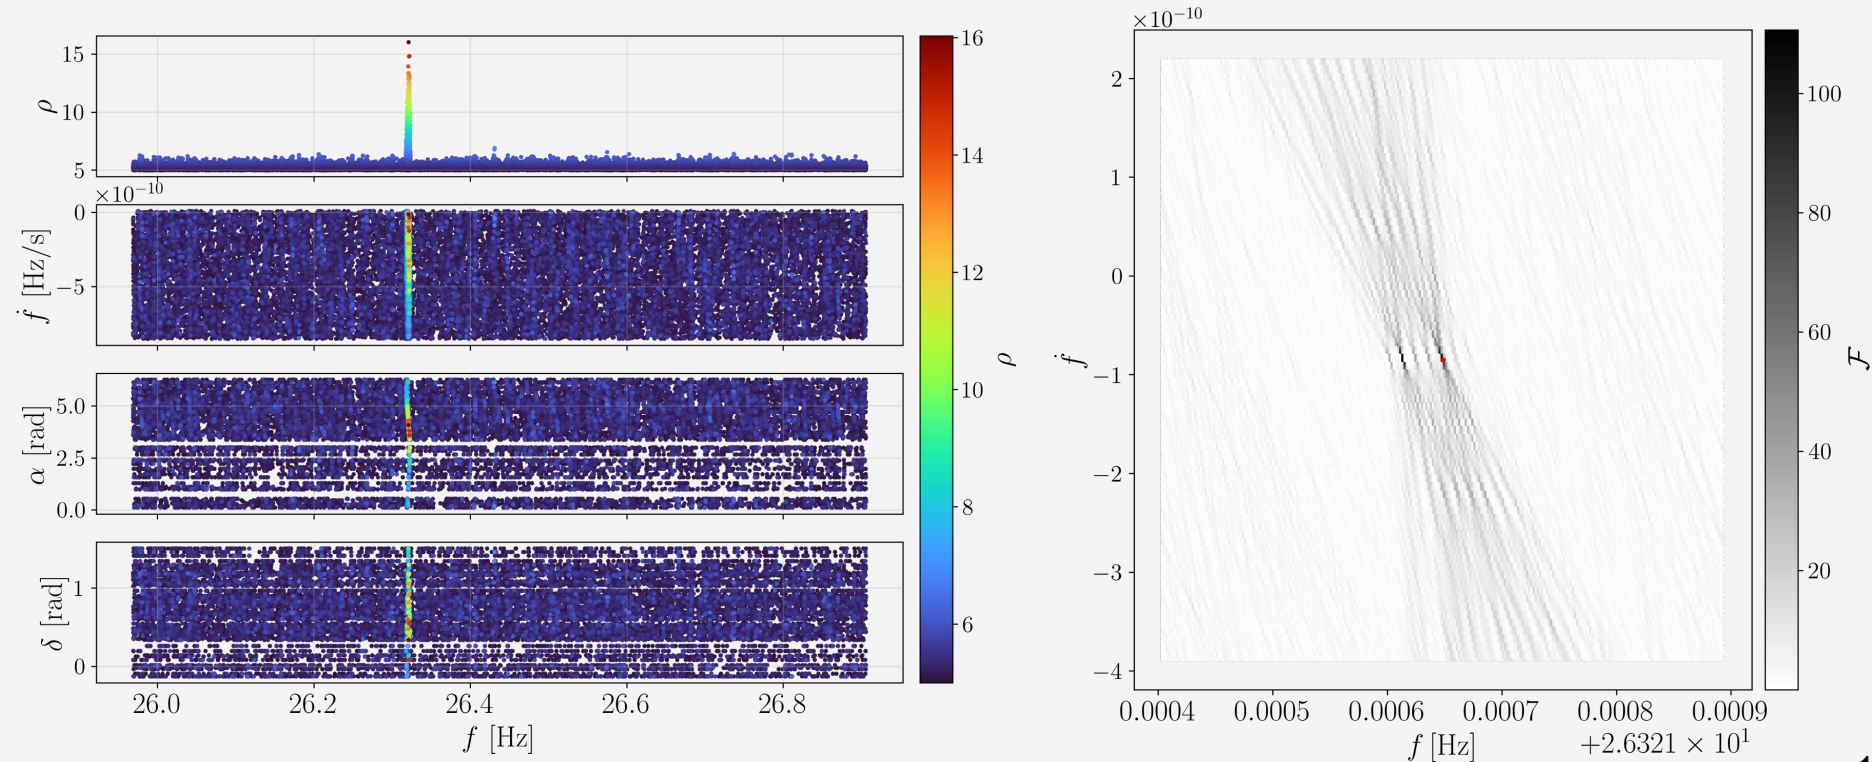 15
10
5
ρ
×10⁻¹⁰
0
−5
ḟ [Hz/s]
5.0
2.5
0.0
α [rad]
1
0
δ [rad]
26.0 26.2 26.4 26.6 26.8
f [Hz]
16
14
12
10
8
6
ρ
×10⁻¹⁰
2
1
0
−1
−2
−3
−4
ḟ
0.0004 0.0005 0.0006 0.0007 0.0008 0.0009
f [Hz] +2.6321 × 10¹
100
80
60
40
20
ℱ